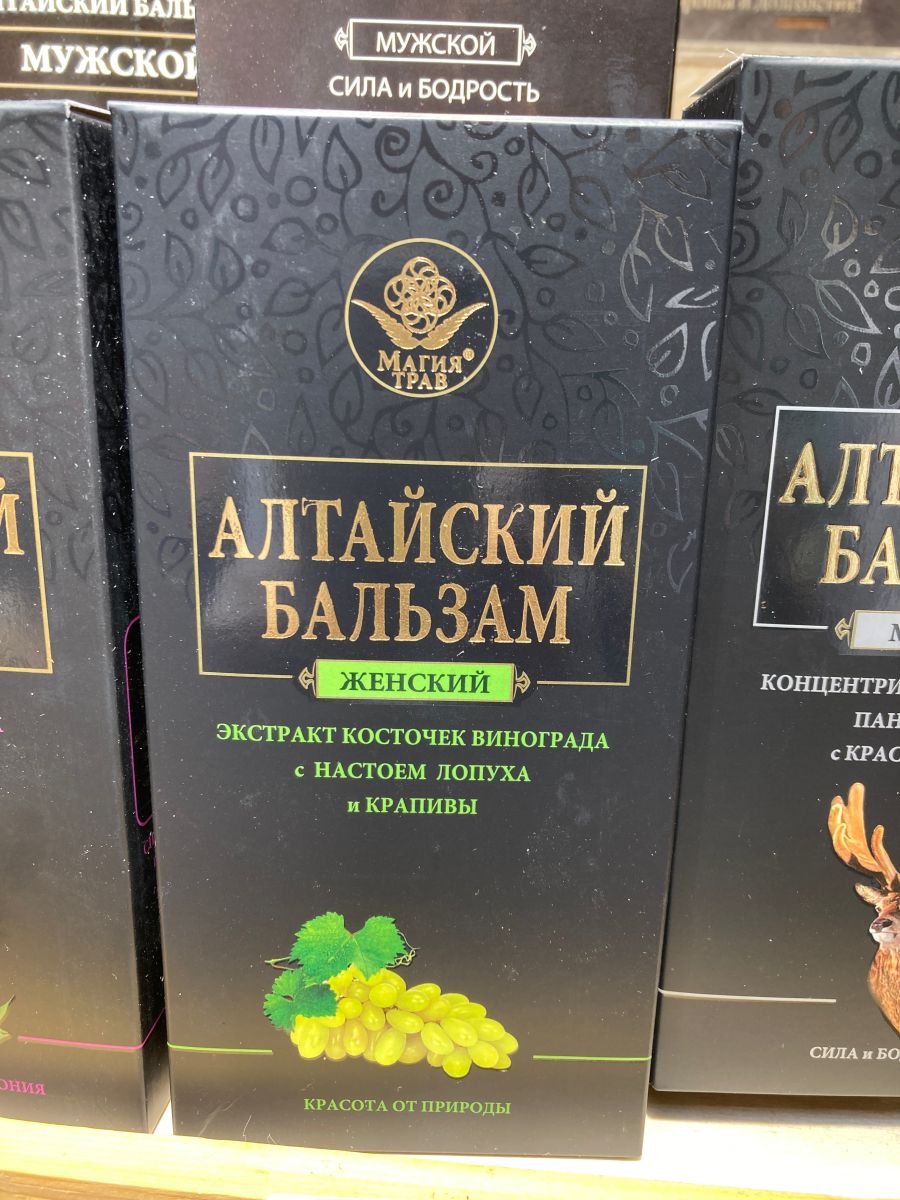 МУЖСКОЙ
МУЖСКОЙ
СИЛА и БОДРОСТЬ
МАГИЯ®
ТРАВ
АЛТАЙСКИЙ
БАЛЬЗАМ
ЖЕНСКИЙ
ЭКСТРАКТ КОСТОЧЕК ВИНОГРАДА
с НАСТОЕМ ЛОПУХА
и КРАПИВЫ
КРАСОТА ОТ ПРИРОДЫ